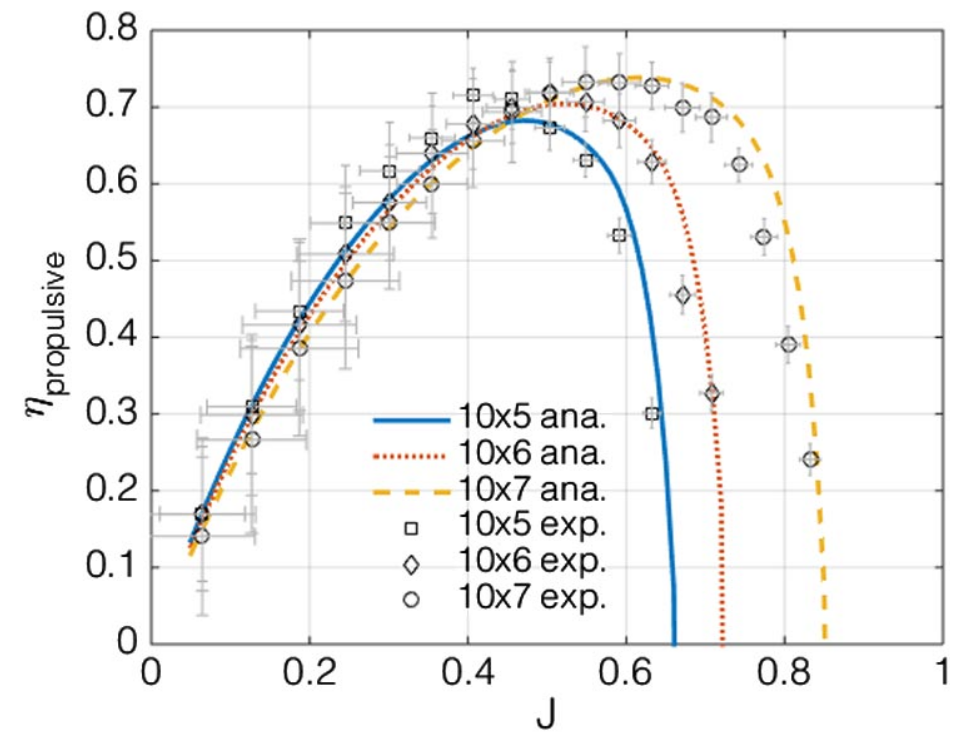 0.8
0.7
0.6
0.5
0.4
0.3
0.2
0.1
0
ηpropulsive
10x5 ana.
10x6 ana.
10x7 ana.
10x5 exp.
10x6 exp.
10x7 exp.
0 0.2 0.4 0.6 0.8 1
J